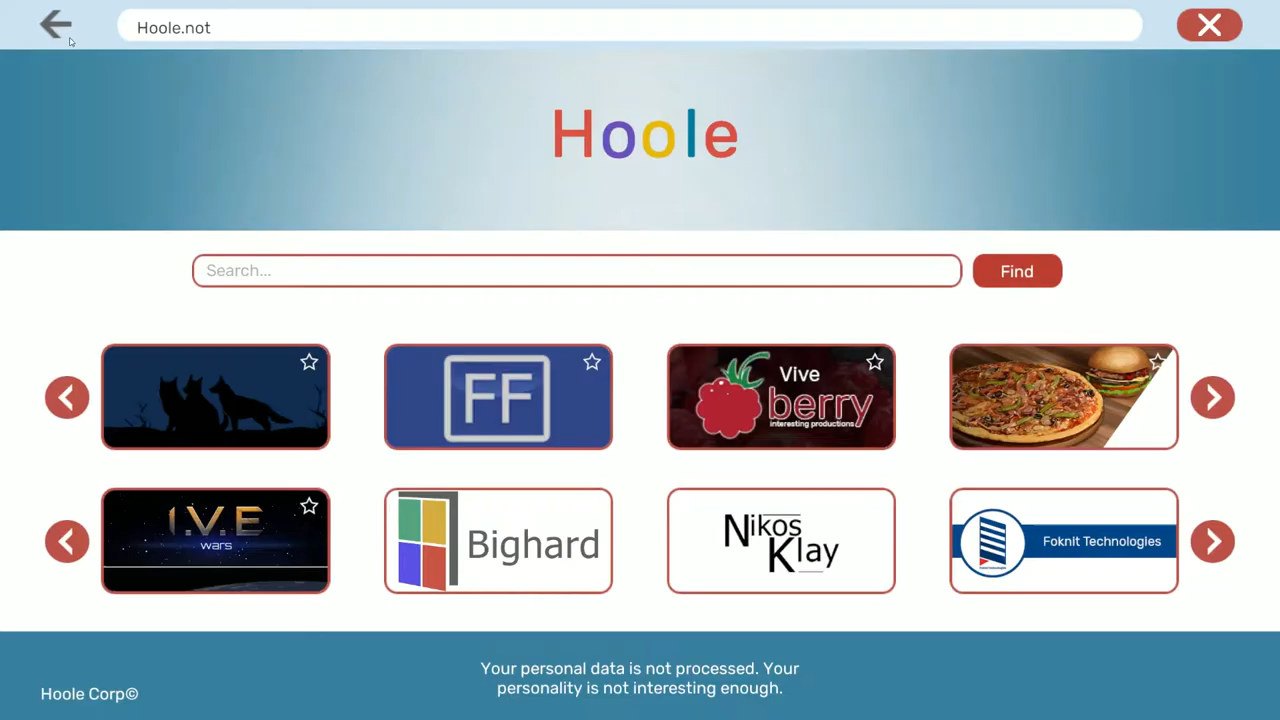 Hoole.not
Hoole
Search...
Find
FF
Vive
berry
interesting productions
I.V.E
wars
Bighard
Nikos
Klay
Foknit Technologies
Your personal data is not processed. Your
personality is not interesting enough.
Hoole Corp©